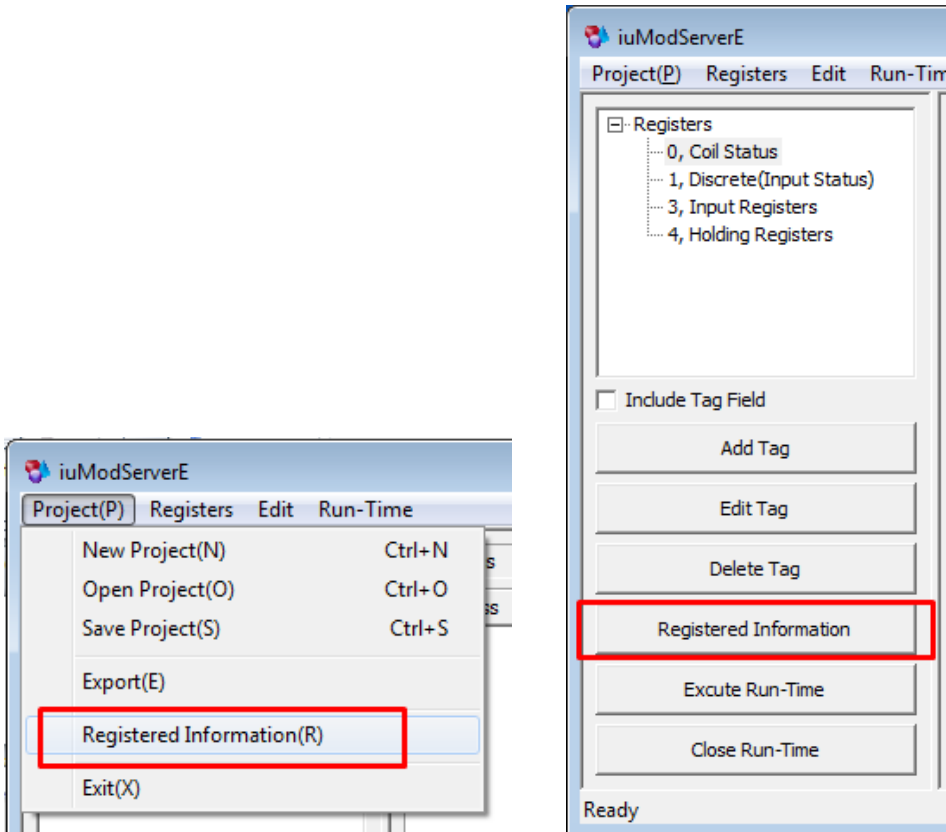 iuModServerE
Project(P) Registers Edit Run-Time
New Project(N) Ctrl+N
Open Project(O) Ctrl+O
Save Project(S) Ctrl+S
Export(E)
Registered Information(R)
Exit(X)
iuModServerE
Project(P) Registers Edit
Registers
0, Coil Status
1, Discrete(Input Status)
3, Input Registers
4, Holding Registers
Include Tag Field
Add Tag
Edit Tag
Delete Tag
Registered Information
Excute Run-Time
Close Run-Time
Ready